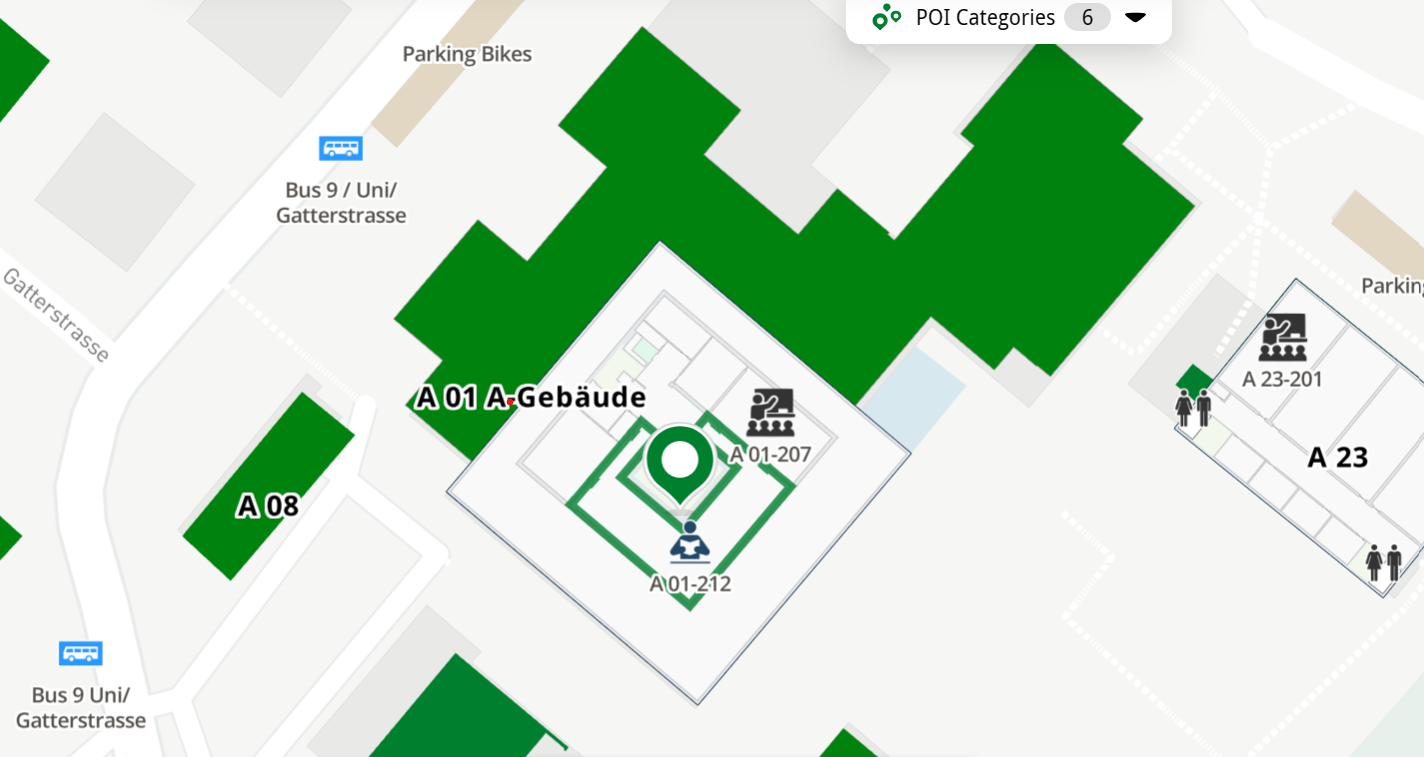 POI Categories 6
Parking Bikes
Bus 9 / Uni/
Gatterstrasse
Gatterstrasse
Parking
A 23-201
A 01 A-Gebäude
A 01-207
A 23
A 08
A 01-212
Bus 9 Uni/
Gatterstrasse